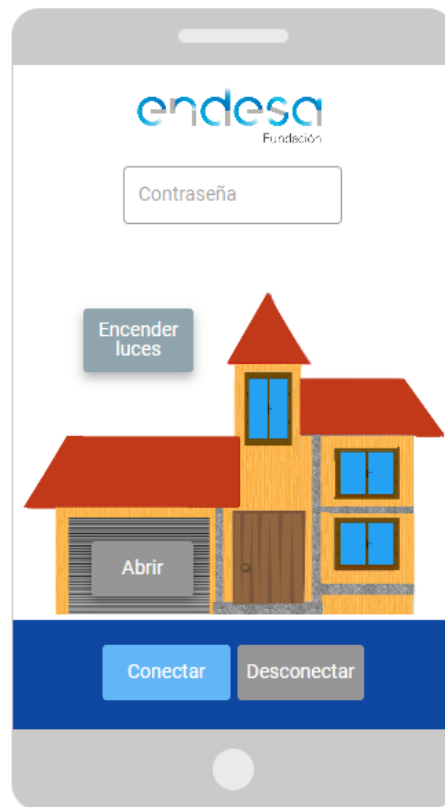 endesa
Fundación
Contraseña
Encender
luces
Abrir
Conectar
Desconectar